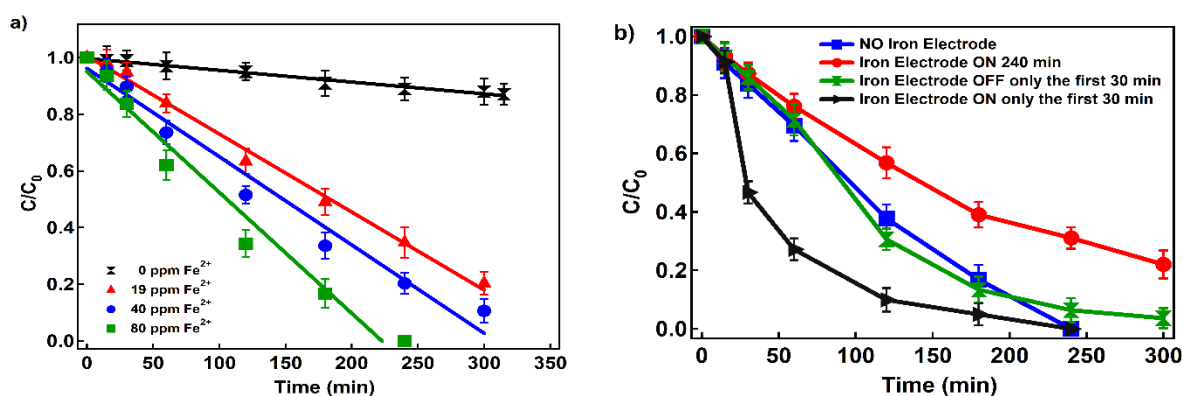 a)
1.0
0.8
0.6
0.4
0.2
0.0
C/C0
0 ppm Fe2+
19 ppm Fe2+
40 ppm Fe2+
80 ppm Fe2+
0 50 100 150 200 250 300 350
Time (min)
b)
1.0
0.8
0.6
0.4
0.2
0.0
C/C0
NO Iron Electrode
Iron Electrode ON 240 min
Iron Electrode OFF only the first 30 min
Iron Electrode ON only the first 30 min
0 50 100 150 200 250 300
Time (min)